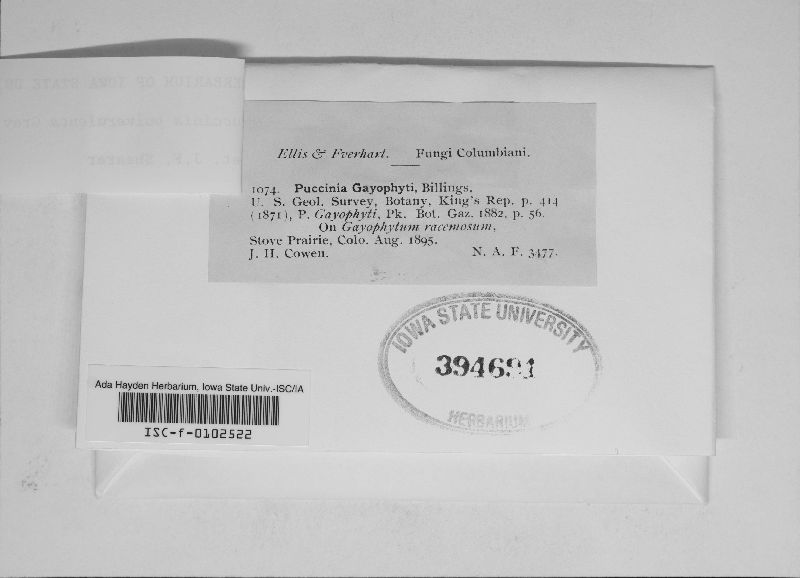 Ellis & Everhart. Fungi Columbiani.
1074. Puccinia Gayophyti, Billings.
U. S. Geol. Survey, Botany, King's Rep. p. 414
(1871), P. Gayophyti, Pk. Bot. Gaz. 1882, p. 56.
On Gayophytum racemosum,
Stove Prairie, Colo. Aug. 1895.
J. H. Cowen. N. A. F. 3477.
IOWA STATE UNIVERSITY
394691
HERBARIUM
Ada Hayden Herbarium, Iowa State Univ.-ISC/IA
ISC-f-0102522